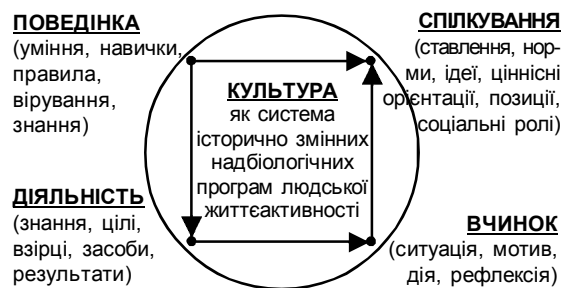 ПОВЕДІНКА
(уміння, навички,
правила,
вірування,
знання)
СПІЛКУВАННЯ
(ставлення, нор-
ми, ідеї, ціннісні
орієнтації, позиції,
соціальні ролі)
КУЛЬТУРА
як система
історично змінних
надбіологічних
програм людської
життєактивності
ДІЯЛЬНІСТЬ
(знання, цілі,
взірці, засоби,
результати)
ВЧИНОК
(ситуація, мотив,
дія, рефлексія)